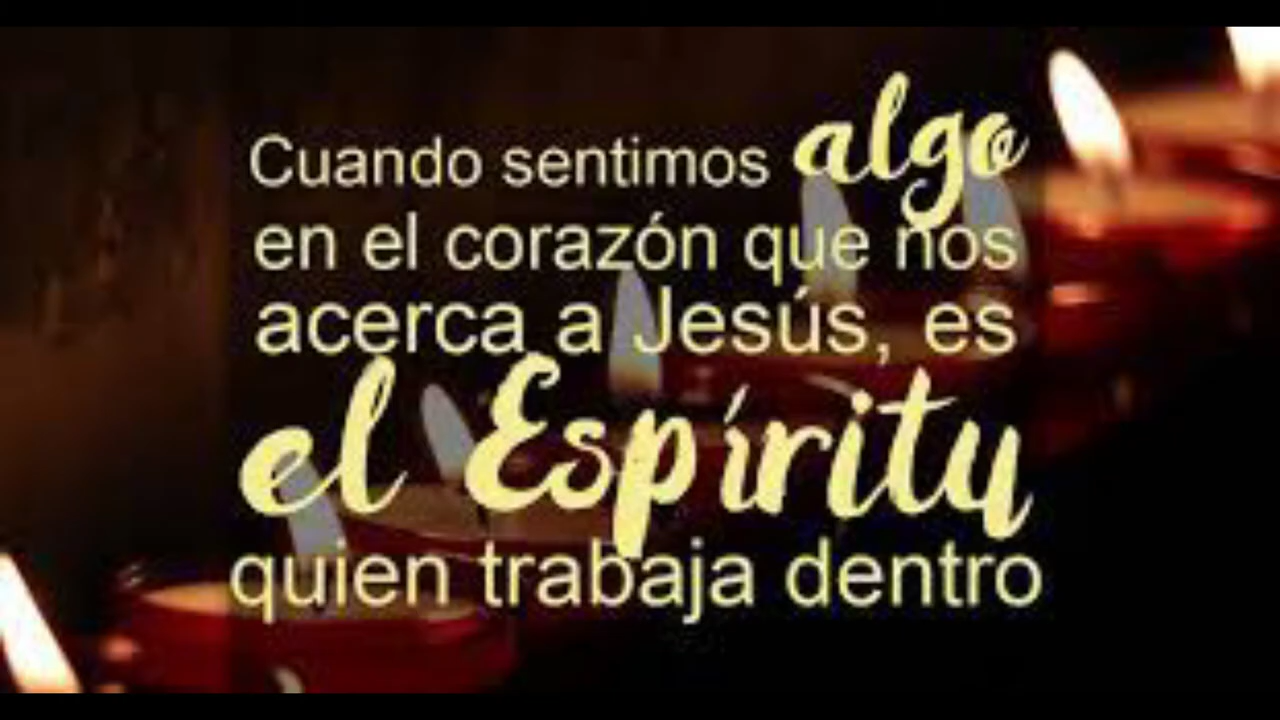 Cuando sentimos algo
en el corazón que nos
acerca a Jesús, es
el Espíritu
quien trabaja dentro